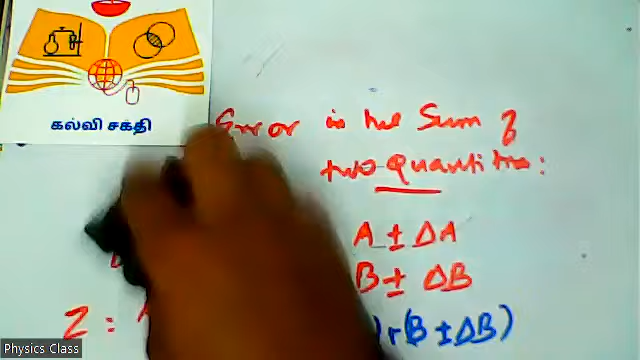 கல்வி சக்தி
Error in the Sum of
two Quantities:
A ± ΔA
B ± ΔB
Z :
) + (B ± ΔB)
Physics Class